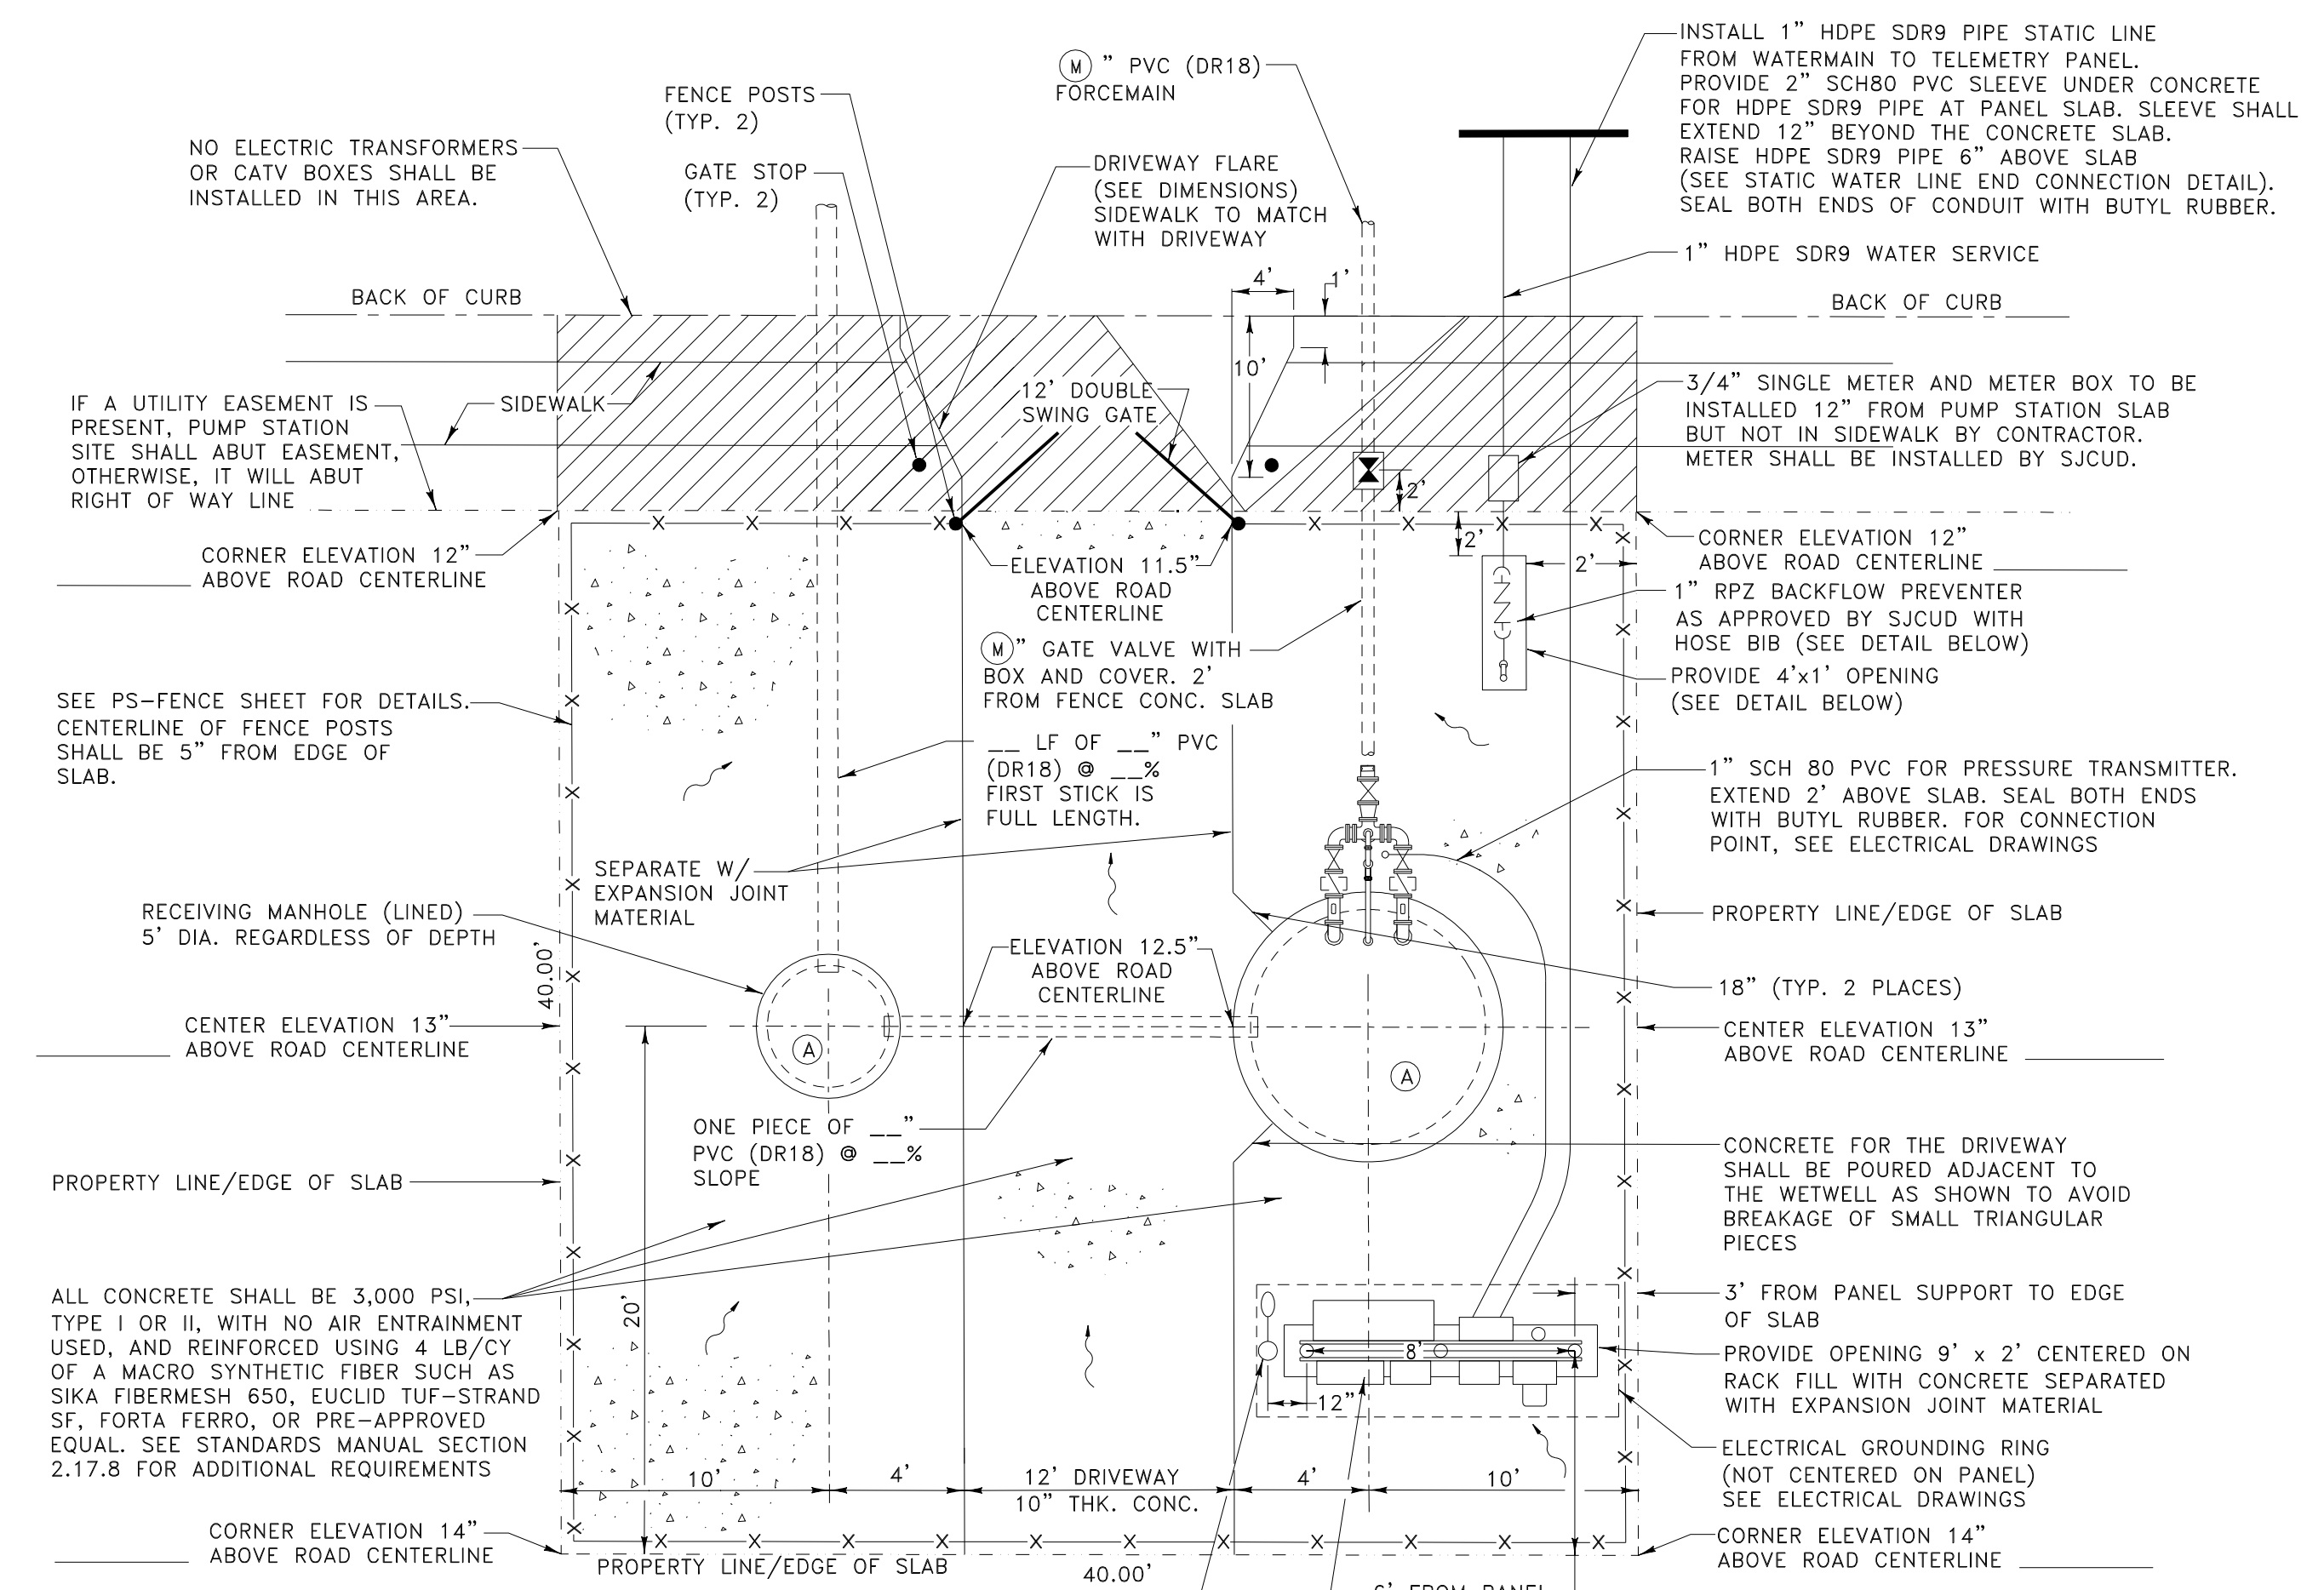 INSTALL 1" HDPE SDR9 PIPE STATIC LINE
FROM WATERMAIN TO TELEMETRY PANEL.
PROVIDE 2" SCH80 PVC SLEEVE UNDER CONCRETE
FOR HDPE SDR9 PIPE AT PANEL SLAB. SLEEVE SHALL
EXTEND 12" BEYOND THE CONCRETE SLAB.
RAISE HDPE SDR9 PIPE 6" ABOVE SLAB
(SEE STATIC WATER LINE END CONNECTION DETAIL).
SEAL BOTH ENDS OF CONDUIT WITH BUTYL RUBBER.
M " PVC (DR18)
FORCEMAIN
FENCE POSTS
(TYP. 2)
NO ELECTRIC TRANSFORMERS
OR CATV BOXES SHALL BE
INSTALLED IN THIS AREA.
GATE STOP
(TYP. 2)
DRIVEWAY FLARE
(SEE DIMENSIONS)
SIDEWALK TO MATCH
WITH DRIVEWAY
1" HDPE SDR9 WATER SERVICE
4'
1'
BACK OF CURB
BACK OF CURB
10'
12' DOUBLE
SWING GATE
3/4" SINGLE METER AND METER BOX TO BE
INSTALLED 12" FROM PUMP STATION SLAB
BUT NOT IN SIDEWALK BY CONTRACTOR.
METER SHALL BE INSTALLED BY SJCUD.
IF A UTILITY EASEMENT IS
PRESENT, PUMP STATION
SITE SHALL ABUT EASEMENT,
OTHERWISE, IT WILL ABUT
RIGHT OF WAY LINE
SIDEWALK
2'
X X X X X X X X
2'
2'
CORNER ELEVATION 12"
ABOVE ROAD CENTERLINE
ELEVATION 11.5"
ABOVE ROAD
CENTERLINE
CORNER ELEVATION 12"
ABOVE ROAD CENTERLINE
1" RPZ BACKFLOW PREVENTER
AS APPROVED BY SJCUD WITH
HOSE BIB (SEE DETAIL BELOW)
M " GATE VALVE WITH
BOX AND COVER. 2'
FROM FENCE CONC. SLAB
PROVIDE 4'x1' OPENING
(SEE DETAIL BELOW)
SEE PS-FENCE SHEET FOR DETAILS.
CENTERLINE OF FENCE POSTS
SHALL BE 5" FROM EDGE OF
SLAB.
__ LF OF __" PVC
(DR18) @ __%
FIRST STICK IS
FULL LENGTH.
1" SCH 80 PVC FOR PRESSURE TRANSMITTER.
EXTEND 2' ABOVE SLAB. SEAL BOTH ENDS
WITH BUTYL RUBBER. FOR CONNECTION
POINT, SEE ELECTRICAL DRAWINGS
SEPARATE W/
EXPANSION JOINT
MATERIAL
RECEIVING MANHOLE (LINED)
5' DIA. REGARDLESS OF DEPTH
PROPERTY LINE/EDGE OF SLAB
40.00'
ELEVATION 12.5"
ABOVE ROAD
CENTERLINE
18" (TYP. 2 PLACES)
CENTER ELEVATION 13"
ABOVE ROAD CENTERLINE
CENTER ELEVATION 13"
ABOVE ROAD CENTERLINE
A
A
ONE PIECE OF __"
PVC (DR18) @ __%
SLOPE
CONCRETE FOR THE DRIVEWAY
SHALL BE POURED ADJACENT TO
THE WETWELL AS SHOWN TO AVOID
BREAKAGE OF SMALL TRIANGULAR
PIECES
PROPERTY LINE/EDGE OF SLAB
20'
ALL CONCRETE SHALL BE 3,000 PSI,
TYPE I OR II, WITH NO AIR ENTRAINMENT
USED, AND REINFORCED USING 4 LB/CY
OF A MACRO SYNTHETIC FIBER SUCH AS
SIKA FIBERMESH 650, EUCLID TUF-STRAND
SF, FORTA FERRO, OR PRE-APPROVED
EQUAL. SEE STANDARDS MANUAL SECTION
2.17.8 FOR ADDITIONAL REQUIREMENTS
3' FROM PANEL SUPPORT TO EDGE
OF SLAB
8'
PROVIDE OPENING 9' x 2' CENTERED ON
RACK FILL WITH CONCRETE SEPARATED
WITH EXPANSION JOINT MATERIAL
12"
ELECTRICAL GROUNDING RING
(NOT CENTERED ON PANEL)
SEE ELECTRICAL DRAWINGS
10'
4'
12' DRIVEWAY
10" THK. CONC.
4'
10'
CORNER ELEVATION 14"
ABOVE ROAD CENTERLINE
CORNER ELEVATION 14"
ABOVE ROAD CENTERLINE
X X X X X X X X X X X
PROPERTY LINE/EDGE OF SLAB
40.00'
6' FROM PANEL